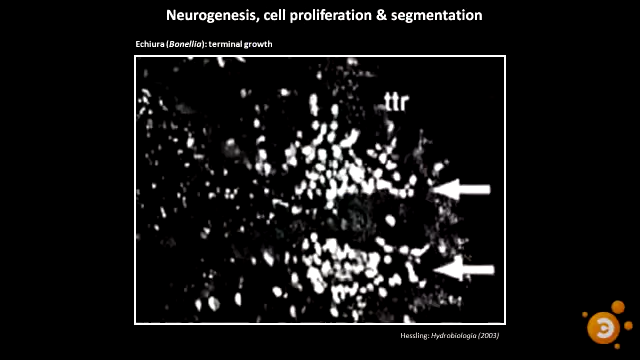 Neurogenesis, cell proliferation & segmentation
Echiura (Bonellia): terminal growth
ttr
Hessling: Hydrobiologia (2003)